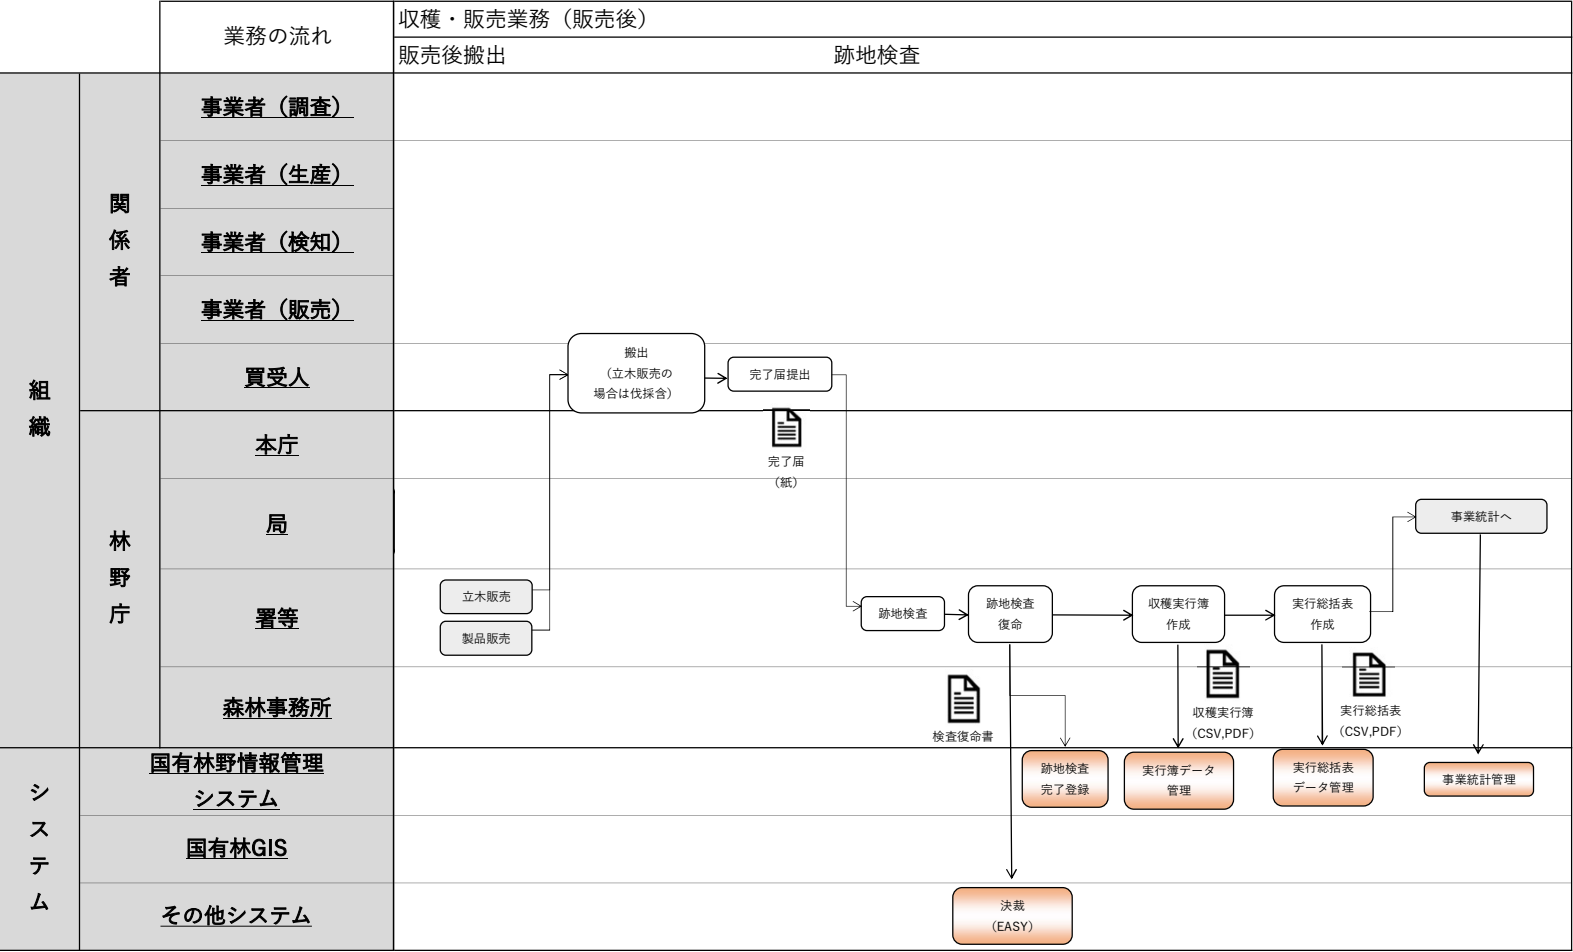 業務の流れ
収穫・販売業務（販売後）
販売後搬出
跡地検査
組織
関係者
事業者（調査）
事業者（生産）
事業者（検知）
事業者（販売）
買受人
搬出
（立木販売の
場合は伐採含）
完了届提出
完了届
（紙）
林野庁
本庁
局
事業統計へ
署等
立木販売
製品販売
跡地検査
跡地検査
復命
収穫実行簿
作成
実行総括表
作成
森林事務所
検査復命書
収穫実行簿
（CSV,PDF）
実行総括表
（CSV,PDF）
システム
国有林野情報管理
システム
跡地検査
完了登録
実行簿データ
管理
実行総括表
データ管理
事業統計管理
国有林GIS
その他システム
決裁
（EASY）